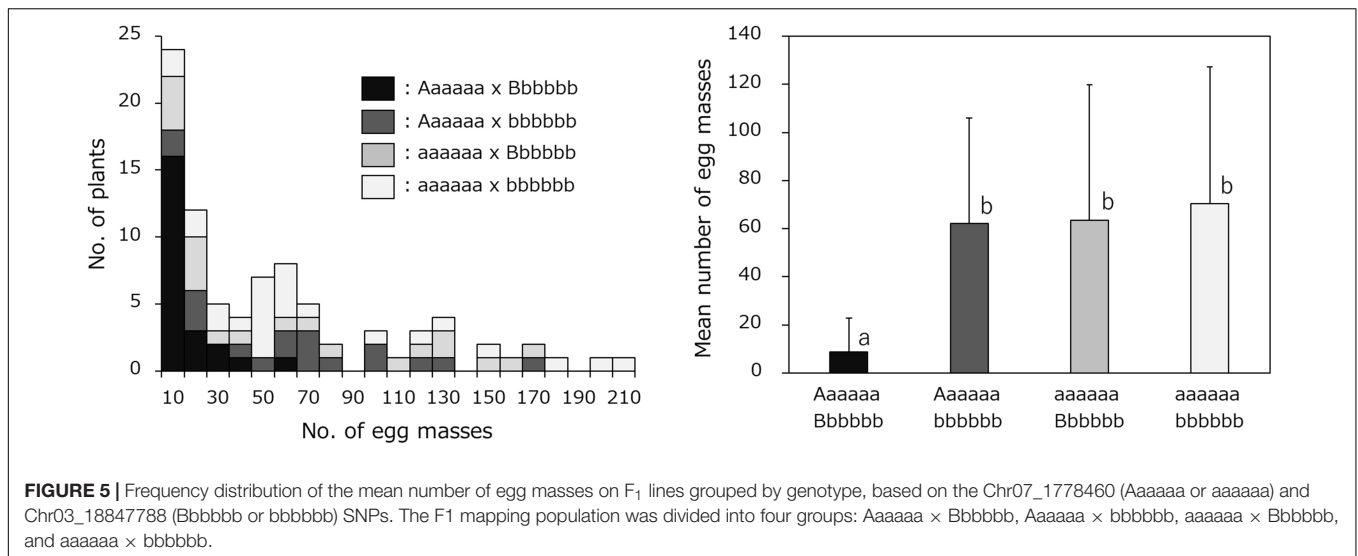 25
20
15
10
5
0
No. of plants
10 30 50 70 90 110 130 150 170 190 210
No. of egg masses
: Aaaaaa x Bbbbbb
: Aaaaaa x bbbbbb
: aaaaaa x Bbbbbb
: aaaaaa x bbbbbb
140
120
100
80
60
40
20
0
Mean number of egg masses
a
b
b
b
Aaaaaa Aaaaaa aaaaaa aaaaaa
Bbbbbb bbbbbb Bbbbbb bbbbbb
FIGURE 5 | Frequency distribution of the mean number of egg masses on F1 lines grouped by genotype, based on the Chr07_1778460 (Aaaaaa or aaaaaa) and
Chr03_18847788 (Bbbbbb or bbbbbb) SNPs. The F1 mapping population was divided into four groups: Aaaaaa × Bbbbbb, Aaaaaa × bbbbbb, aaaaaa × Bbbbbb,
and aaaaaa × bbbbbb.